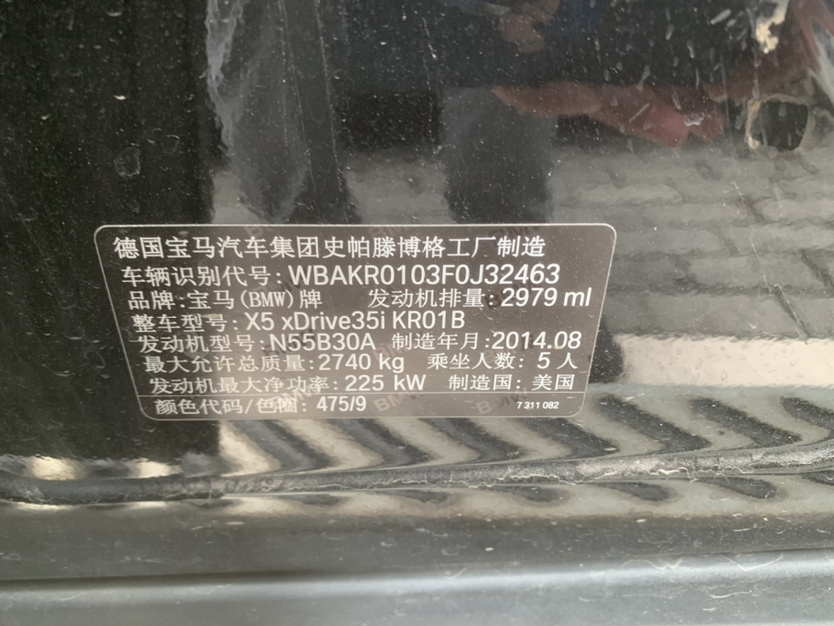 德国宝马汽车集团史帕滕博格工厂制造
车辆识别代号: WBAKR0103F0J32463
品牌: 宝马(BMW)牌 发动机排量: 2979 ml
整车型号: X5 xDrive35i KR01B
发动机型号: N55B30A 制造年月: 2014.08
最大允许总质量: 2740 kg 乘坐人数: 5 人
发动机最大净功率: 225 kW 制造国: 美国
颜色代码/色圈: 475/9 7 311 082